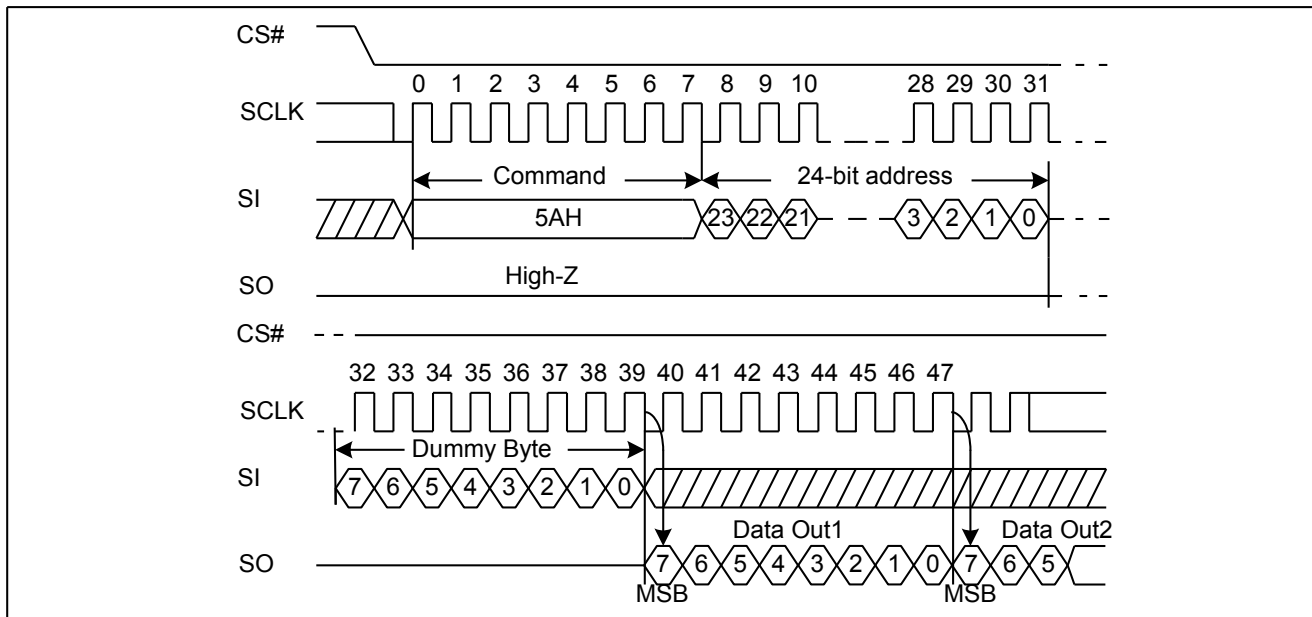 CS#
0 1 2 3 4 5 6 7 8 9 10 28 29 30 31
SCLK
Command 24-bit address
SI
5AH 23 22 21 3 2 1 0
High-Z
SO
CS#
32 33 34 35 36 37 38 39 40 41 42 43 44 45 46 47
SCLK
Dummy Byte
SI
7 6 5 4 3 2 1 0
Data Out1 Data Out2
SO
7 6 5 4 3 2 1 0 7 6 5
MSB MSB